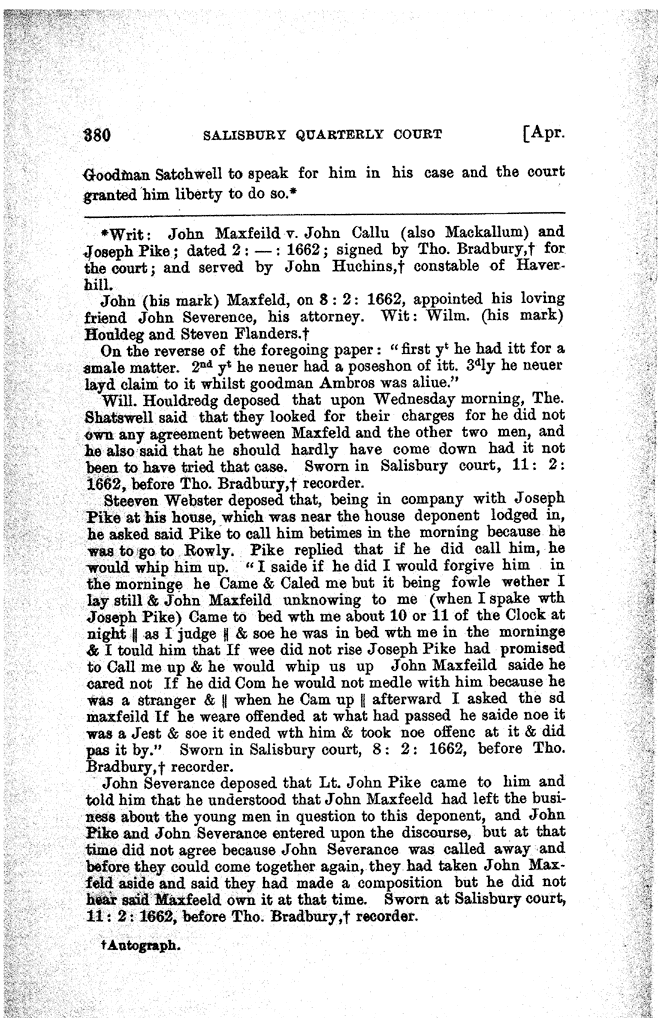 380 SALISBURY QUARTERLY COURT [Apr.
Goodman Satchwell to speak for him in his case and the court
granted him liberty to do so.*
*Writ: John Maxfeild v. John Callu (also Mackallum) and
Joseph Pike; dated 2: — : 1662; signed by Tho. Bradbury,† for
the court; and served by John Huchins,† constable of Haver-
hill.
John (his mark) Maxfeld, on 8: 2: 1662, appointed his loving
friend John Severence, his attorney. Wit: Wilm. (his mark)
Houldeg and Steven Flanders.†
On the reverse of the foregoing paper: "first yᵗ he had itt for a
smale matter. 2ⁿᵈ yᵗ he neuer had a poseshon of itt. 3ᵈly he neuer
layd claim to it whilst goodman Ambros was aliue."
Will. Houldredg deposed that upon Wednesday morning, The.
Shatswell said that they looked for their charges for he did not
own any agreement between Maxfeld and the other two men, and
he also said that he should hardly have come down had it not
been to have tried that case. Sworn in Salisbury court, 11: 2:
1662, before Tho. Bradbury,† recorder.
Steeven Webster deposed that, being in company with Joseph
Pike at his house, which was near the house deponent lodged in,
he asked said Pike to call him betimes in the morning because he
was to go to Rowly. Pike replied that if he did call him, he
would whip him up. "I saide if he did I would forgive him in
the morninge he Came & Caled me but it being fowle wether I
lay still & John Maxfeild unknowing to me (when I spake wth
Joseph Pike) Came to bed wth me about 10 or 11 of the Clock at
night ‖ as I judge ‖ & soe he was in bed wth me in the morninge
& I tould him that If wee did not rise Joseph Pike had promised
to Call me up & he would whip us up John Maxfeild saide he
cared not If he did Com he would not medle with him because he
was a stranger & ‖ when he Cam up ‖ afterward I asked the sd
maxfeild If he weare offended at what had passed he saide noe it
was a Jest & soe it ended wth him & took noe offenc at it & did
pas it by." Sworn in Salisbury court, 8: 2: 1662, before Tho.
Bradbury,† recorder.
John Severance deposed that Lt. John Pike came to him and
told him that he understood that John Maxfeeld had left the busi-
ness about the young men in question to this deponent, and John
Pike and John Severance entered upon the discourse, but at that
time did not agree because John Severance was called away and
before they could come together again, they had taken John Max-
feld aside and said they had made a composition but he did not
hear said Maxfeeld own it at that time. Sworn at Salisbury court,
11: 2: 1662, before Tho. Bradbury,† recorder.
†Autograph.